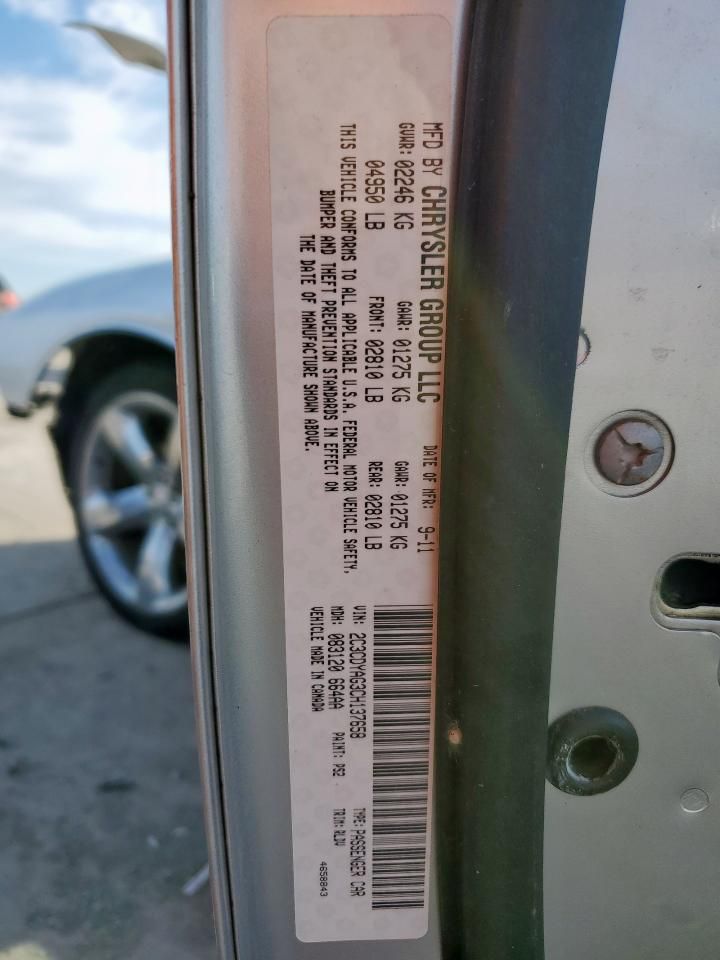 MFD BY CHRYSLER GROUP LLC DATE OF MFR: 9-11
GVWR: 02246 KG GAWR: 01275 KG GAWR: 01275 KG
04950 LB FRONT: 02810 LB REAR: 02810 LB
THIS VEHICLE CONFORMS TO ALL APPLICABLE U.S.A. FEDERAL MOTOR VEHICLE SAFETY,
BUMPER AND THEFT PREVENTION STANDARDS IN EFFECT ON
THE DATE OF MANUFACTURE SHOWN ABOVE.
VIN: 2C3CDYAG3CH137658 TYPE: PASSENGER CAR
MDH: 083120 664AA PAINT: PS2 TRIM: RLDV
VEHICLE MADE IN CANADA 4658843